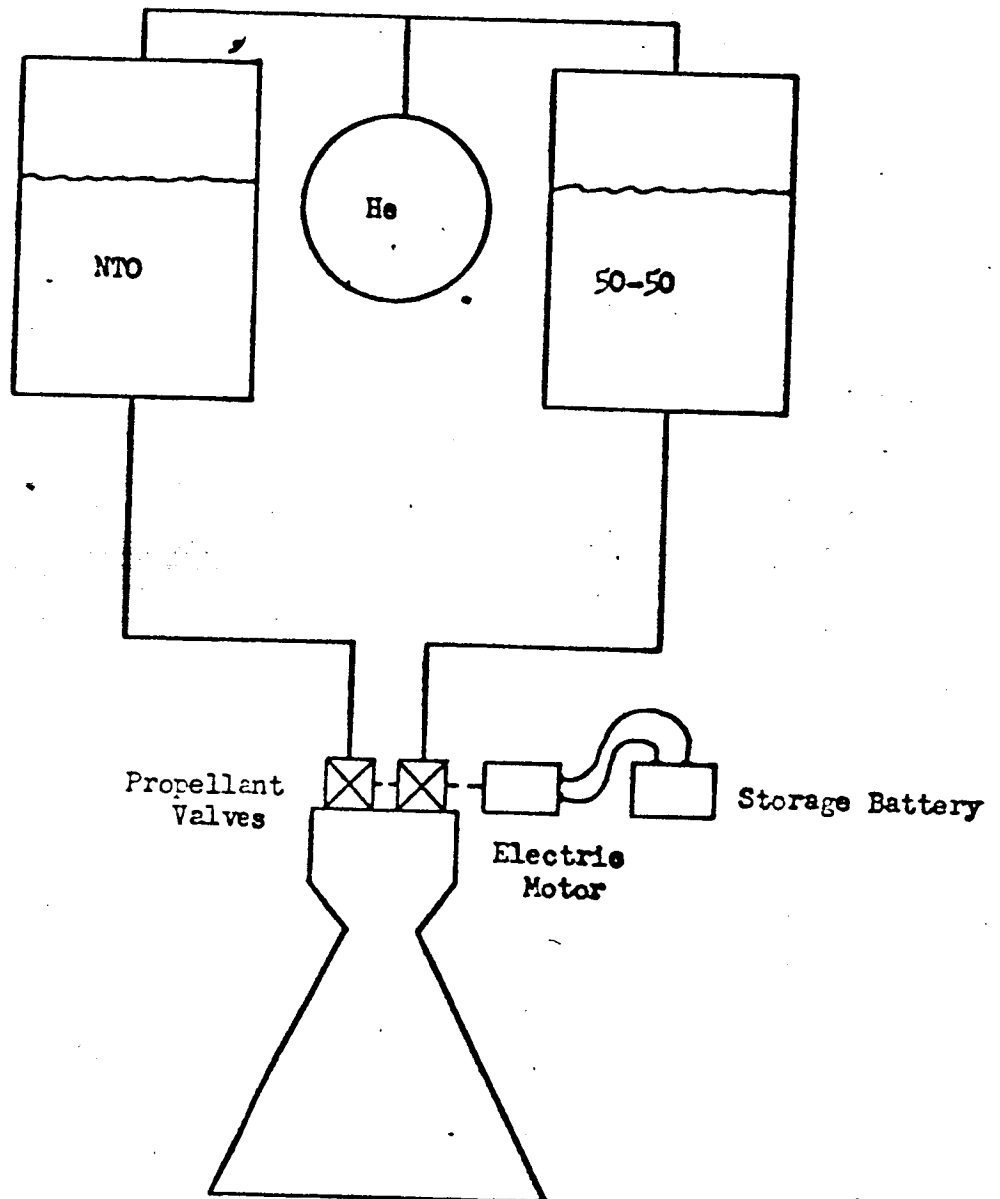 He
NTO
50-50
Propellant
Valves
Storage Battery
Electric
Motor